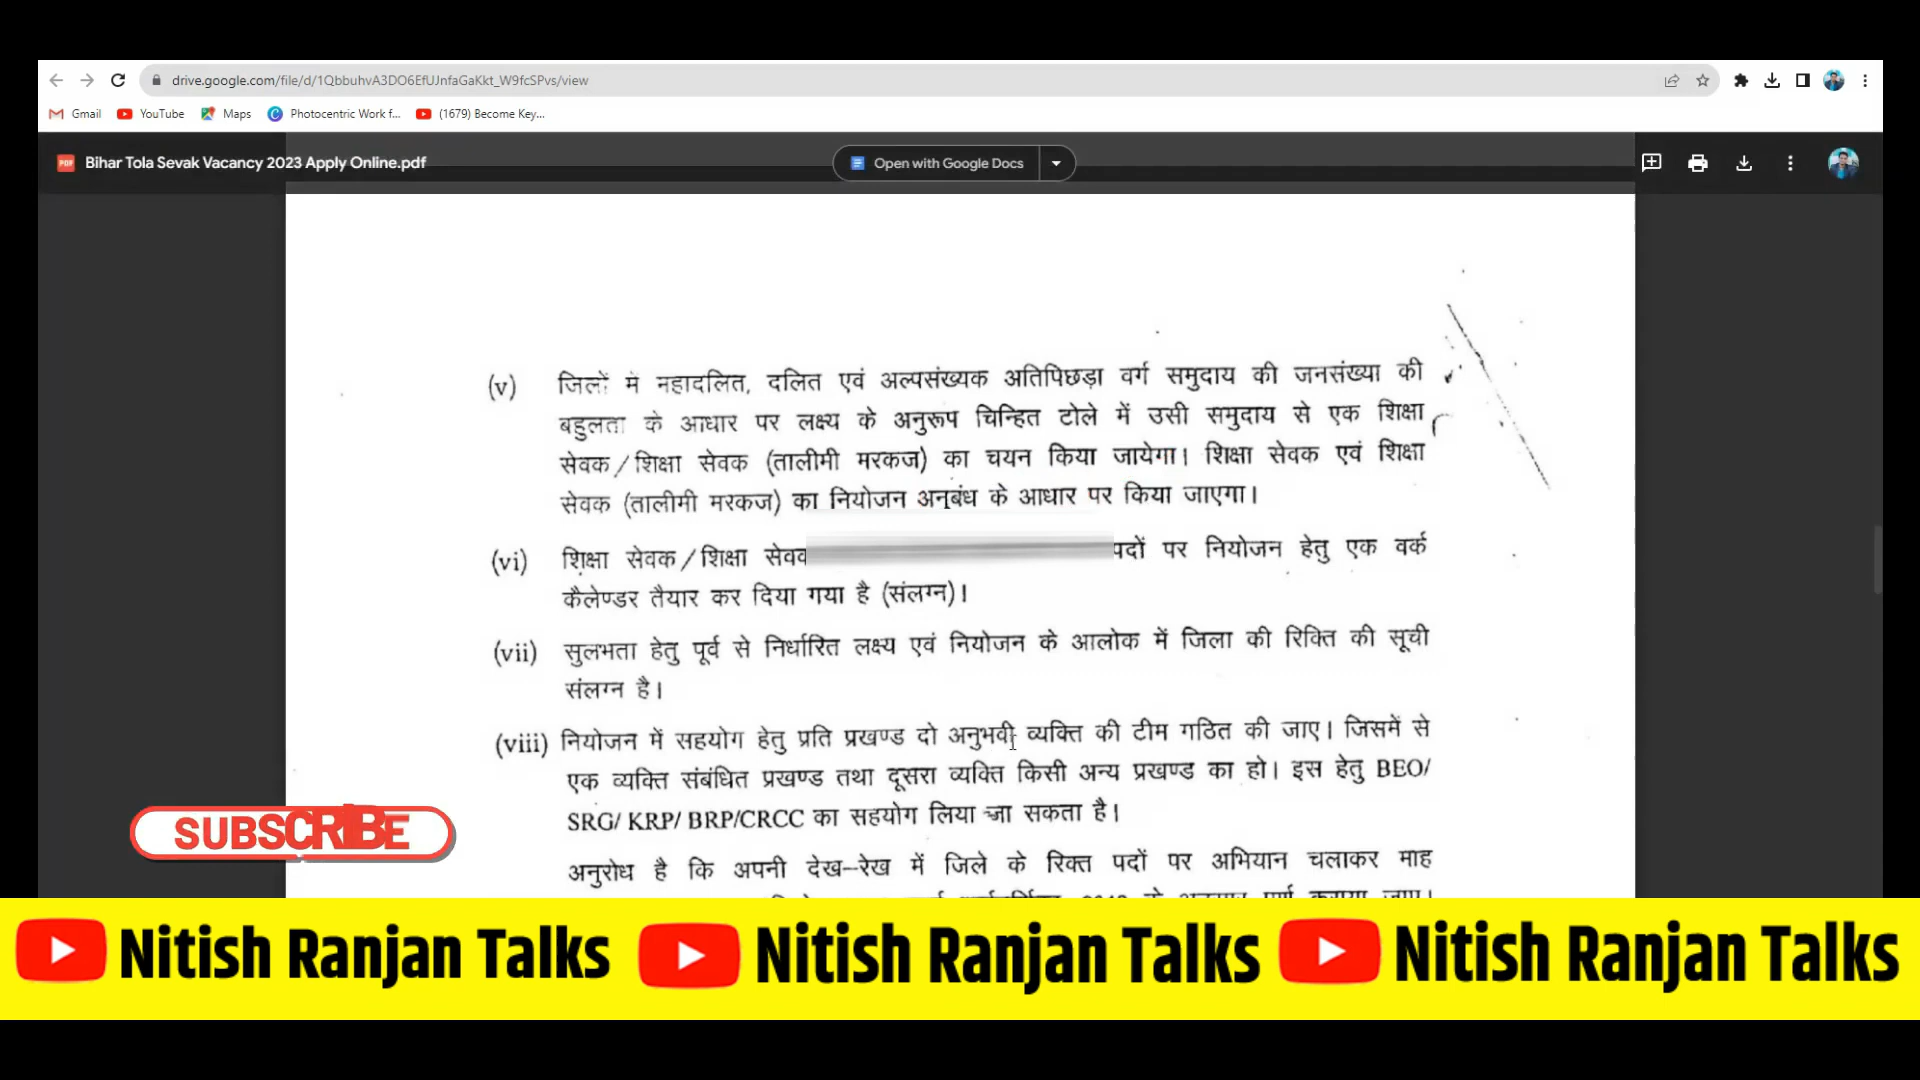 drive.google.com/file/d/1QbbuhvA3DO6EfUJnfaGaKkt_W9fcSPvs/view
Gmail YouTube Maps Photocentric Work f... (1679) Become Key...
PDF Bihar Tola Sevak Vacancy 2023 Apply Online.pdf Open with Google Docs
(v) जिलों में महादलित, दलित एवं अल्पसंख्यक अतिपिछड़ा वर्ग समुदाय की जनसंख्या की
बहुलता के आधार पर लक्ष्य के अनुरूप चिन्हित टोले में उसी समुदाय से एक शिक्षा
सेवक/शिक्षा सेवक (तालीमी मरकज) का चयन किया जायेगा। शिक्षा सेवक एवं शिक्षा
सेवक (तालीमी मरकज) का नियोजन अनुबंध के आधार पर किया जाएगा।
(vi) शिक्षा सेवक/शिक्षा पदों पर नियोजन हेतु एक वर्क
कैलेण्डर तैयार कर दिया गया है (संलग्न)।
(vii) सुलभता हेतु पूर्व से निर्धारित लक्ष्य एवं नियोजन के आलोक में जिला की रिक्ति की सूची
संलग्न है।
(viii) नियोजन में सहयोग हेतु प्रति प्रखण्ड दो अनुभवी व्यक्ति की टीम गठित की जाए। जिसमें से
एक व्यक्ति संबंधित प्रखण्ड तथा दूसरा व्यक्ति किसी अन्य प्रखण्ड का हो। इस हेतु BEO/
SRG/ KRP/ BRP/CRCC का सहयोग लिया जा सकता है।
अनुरोध है कि अपनी देख–रेख में जिले के रिक्त पदों पर अभियान चलाकर माह
SUBSCRIBE
Nitish Ranjan Talks Nitish Ranjan Talks Nitish Ranjan Talks